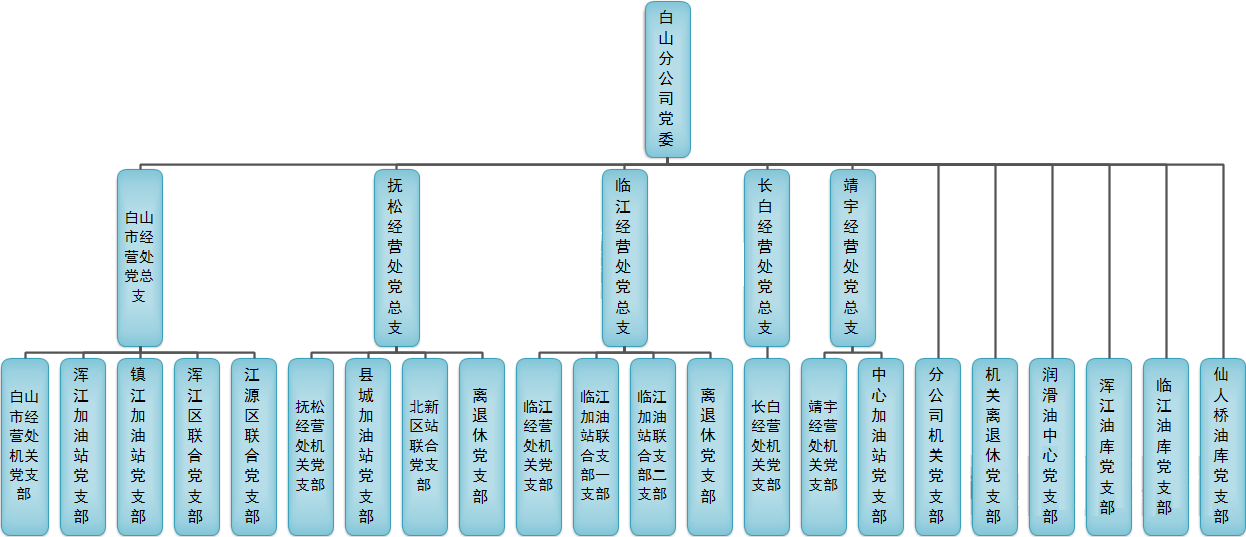 白山分公司党委
白山
市经
营处
党总
支
抚松经营处党总支
临江经营处党总支
长白经营处党总支
靖宇经营处党总支
白山
市经
营处
机关
党支
部
浑江加油站党支部
镇江加油站党支部
浑江区联合党支部
江源区联合党支部
抚松
经营
处机
关党
支部
县城加油站党支部
北新
区站
联合
党支
部
离退休党支部
临江
经营
处机
关党
支部
临江
加油
站联
合支
部一
支部
临江
加油
站联
合支
部二
支部
离退休党支部
长白
经营
处机
关党
支部
靖宇
经营
处机
关党
支部
中心加油站党支部
分公司机关党支部
机关离退休党支部
润滑油中心党支部
浑江油库党支部
临江油库党支部
仙人桥油库党支部